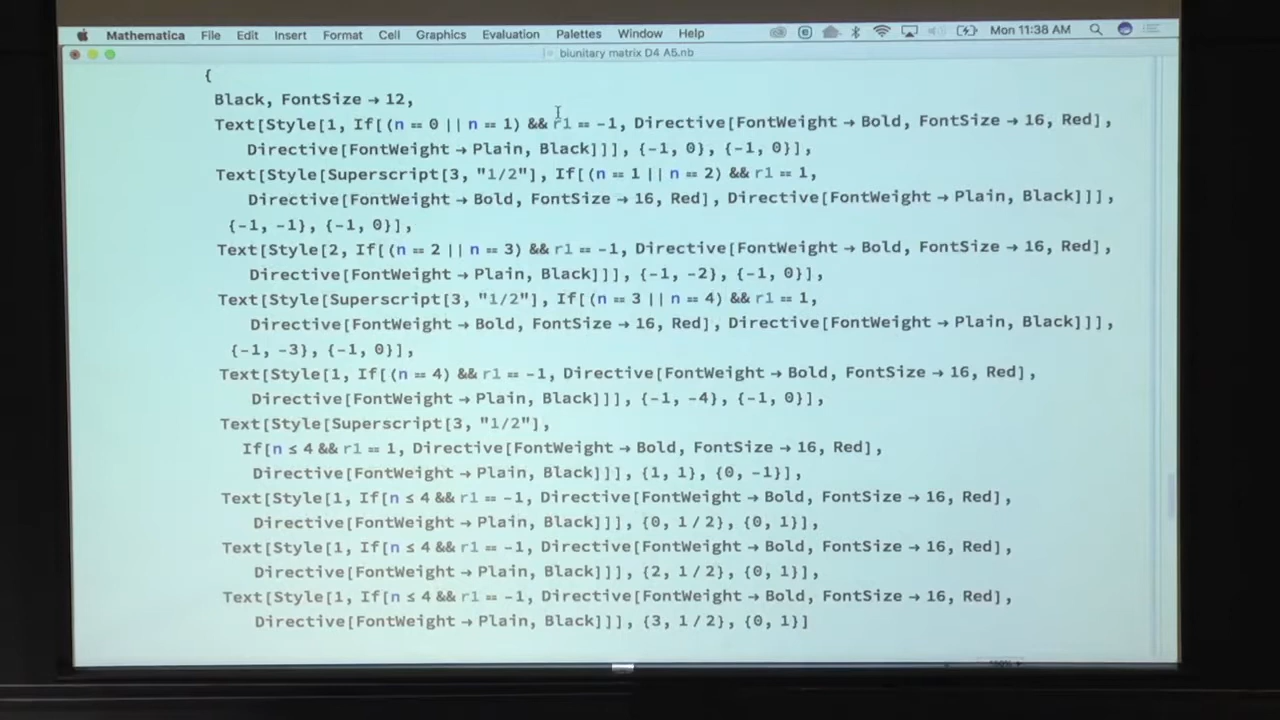 Mathematica File Edit Insert Format Cell Graphics Evaluation Palettes Window Help Mon 11:38 AM
biunitary matrix D4 A5.nb
{
Black, FontSize → 12,
Text[Style[1, If[(n == 0 || n == 1) && r1 == -1, Directive[FontWeight → Bold, FontSize → 16, Red],
Directive[FontWeight → Plain, Black]]], {-1, 0}, {-1, 0}],
Text[Style[Superscript[3, "1/2"], If[(n == 1 || n == 2) && r1 == 1,
Directive[FontWeight → Bold, FontSize → 16, Red], Directive[FontWeight → Plain, Black]]],
{-1, -1}, {-1, 0}],
Text[Style[2, If[(n == 2 || n == 3) && r1 == -1, Directive[FontWeight → Bold, FontSize → 16, Red],
Directive[FontWeight → Plain, Black]]], {-1, -2}, {-1, 0}],
Text[Style[Superscript[3, "1/2"], If[(n == 3 || n == 4) && r1 == 1,
Directive[FontWeight → Bold, FontSize → 16, Red], Directive[FontWeight → Plain, Black]]],
{-1, -3}, {-1, 0}],
Text[Style[1, If[(n == 4) && r1 == -1, Directive[FontWeight → Bold, FontSize → 16, Red],
Directive[FontWeight → Plain, Black]]], {-1, -4}, {-1, 0}],
Text[Style[Superscript[3, "1/2"],
If[n ≤ 4 && r1 == 1, Directive[FontWeight → Bold, FontSize → 16, Red],
Directive[FontWeight → Plain, Black]]], {1, 1}, {0, -1}],
Text[Style[1, If[n ≤ 4 && r1 == -1, Directive[FontWeight → Bold, FontSize → 16, Red],
Directive[FontWeight → Plain, Black]]], {0, 1/2}, {0, 1}],
Text[Style[1, If[n ≤ 4 && r1 == -1, Directive[FontWeight → Bold, FontSize → 16, Red],
Directive[FontWeight → Plain, Black]]], {2, 1/2}, {0, 1}],
Text[Style[1, If[n ≤ 4 && r1 == -1, Directive[FontWeight → Bold, FontSize → 16, Red],
Directive[FontWeight → Plain, Black]]], {3, 1/2}, {0, 1}]